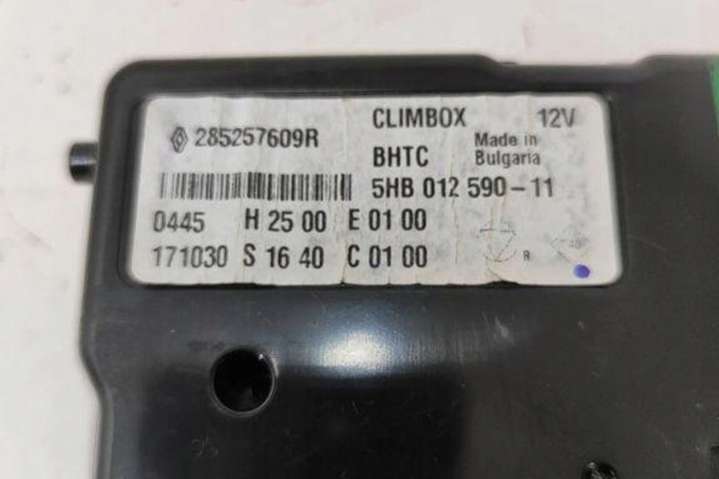 285257609R
CLIMBOX 12V
BHTC
Made in
Bulgaria
5HB 012 590-11
0445 H 25 00 E 01 00
171030 S 16 40 C 01 00
R